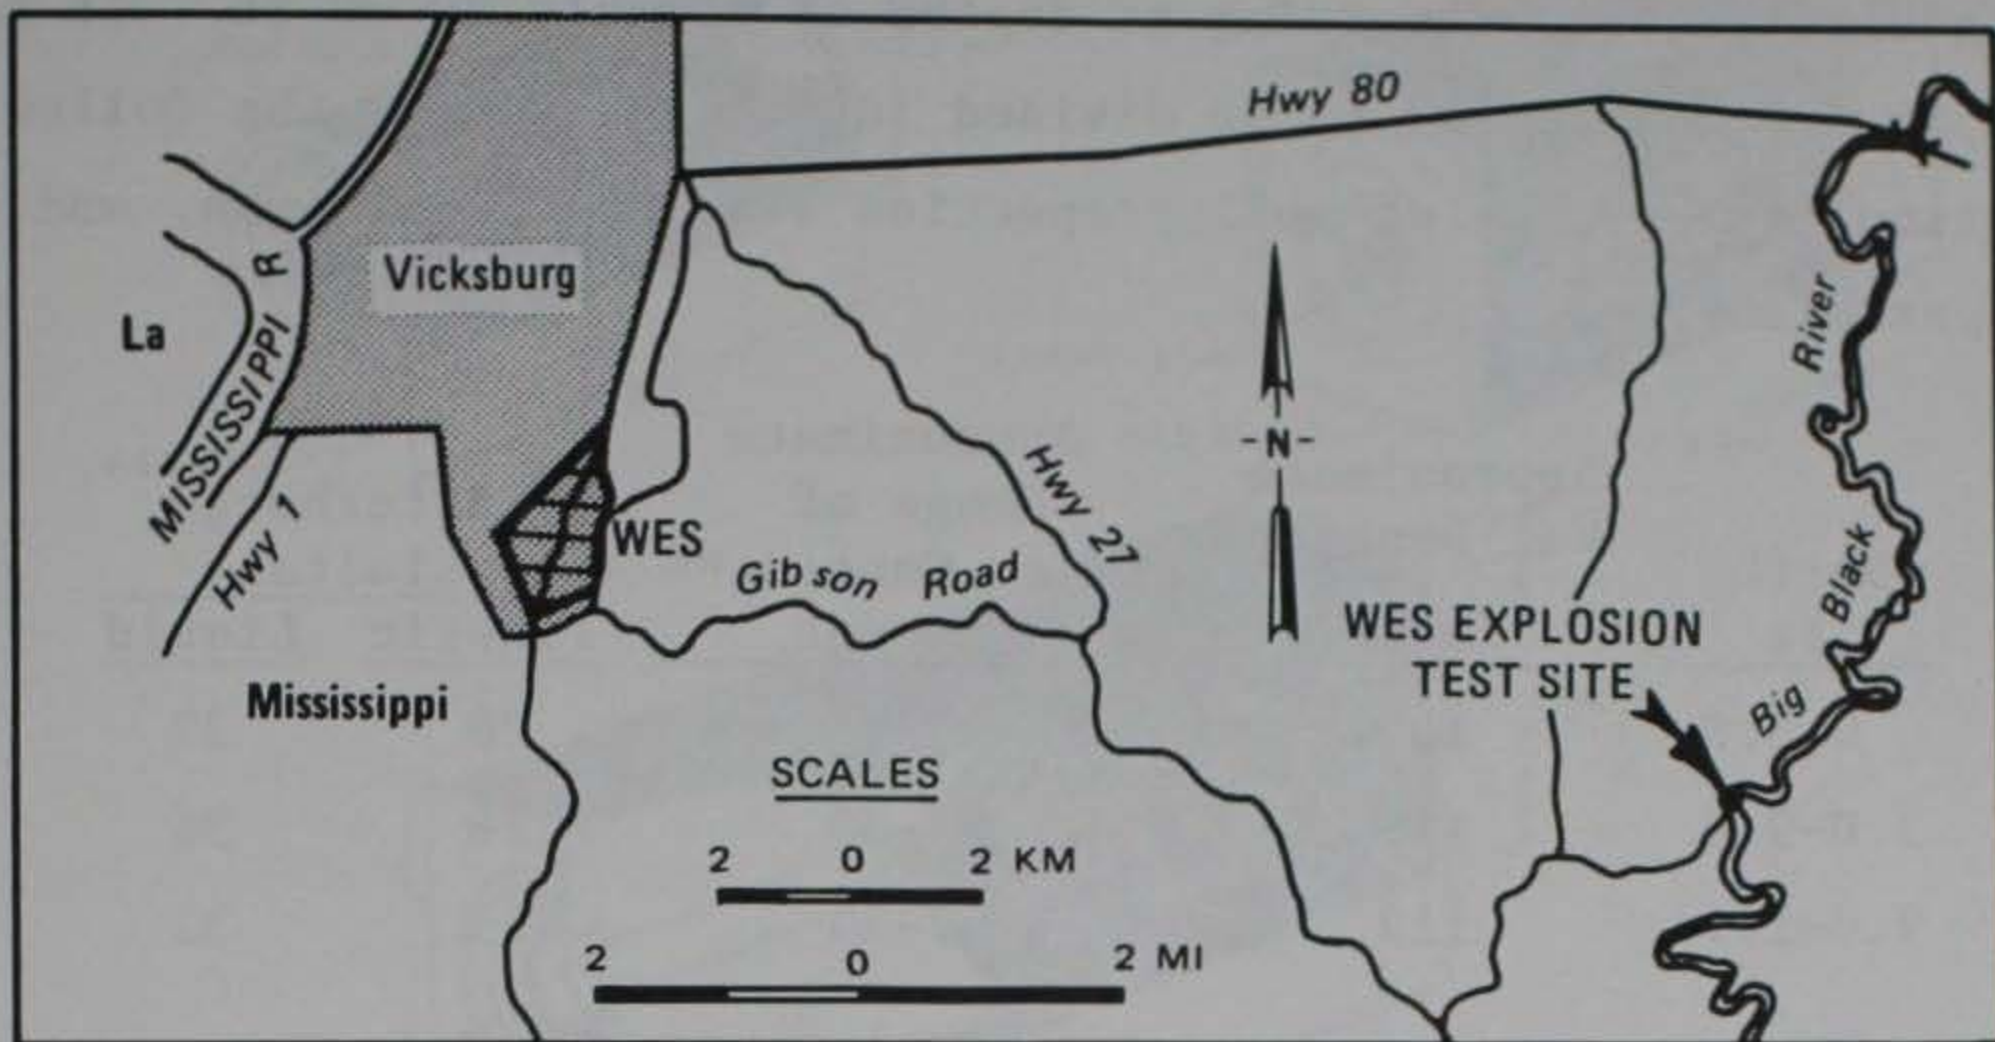 Hwy 80
Vicksburg
La
MISSISSIPPI R
Hwy 1
WES
Gibson Road
Hwy 27
-N-
River
Black
Big
WES EXPLOSION
TEST SITE
Mississippi
SCALES
2 0 2 KM
2 0 2 MI